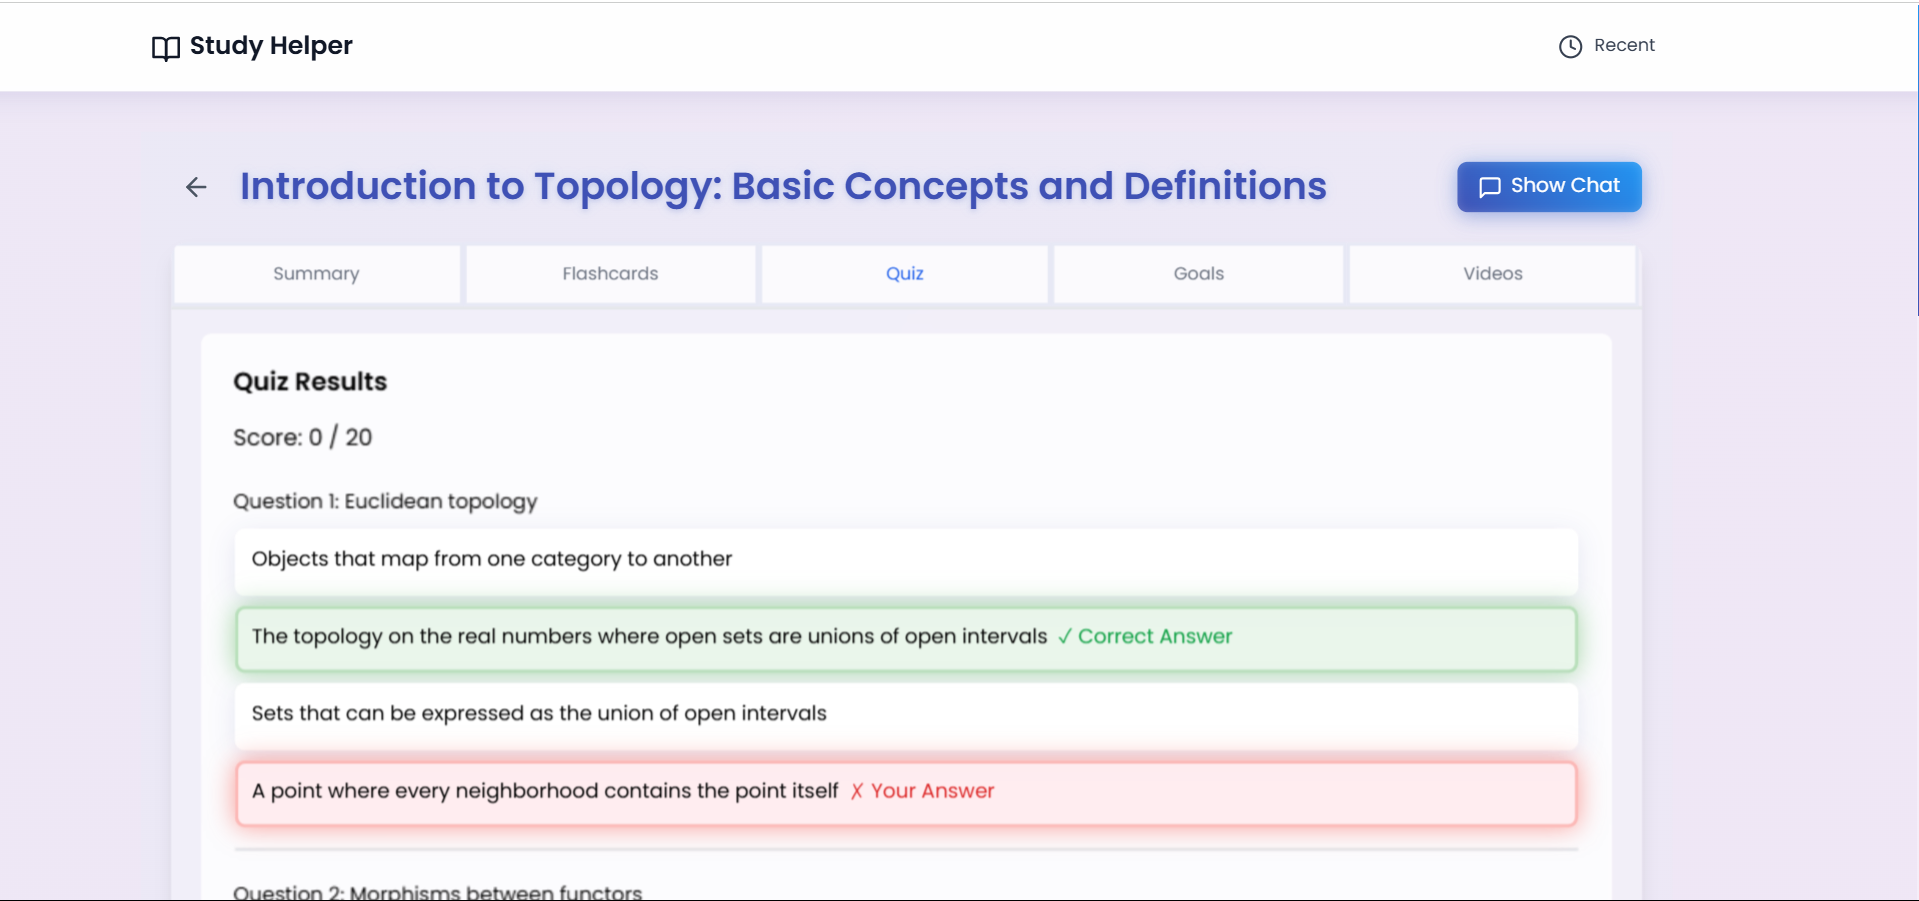 Study Helper
Recent
Introduction to Topology: Basic Concepts and Definitions
Show Chat
Summary
Flashcards
Quiz
Goals
Videos
Quiz Results
Score: 0 / 20
Question 1: Euclidean topology
Objects that map from one category to another
The topology on the real numbers where open sets are unions of open intervals ✓ Correct Answer
Sets that can be expressed as the union of open intervals
A point where every neighborhood contains the point itself ✗ Your Answer
Question 2: Morphisms between functors